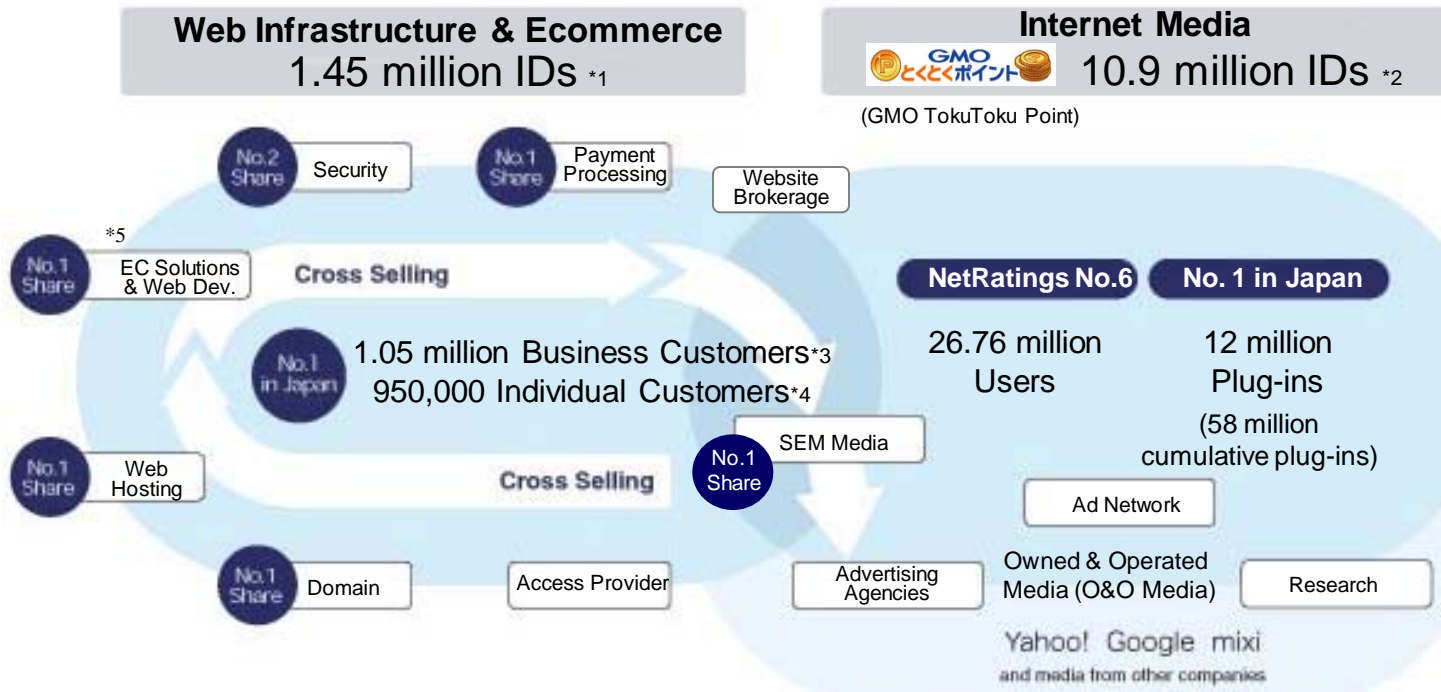 Web Infrastructure & Ecommerce
1.45 million IDs *1
Internet Media
GMO
とくとくポイント
10.9 million IDs *2
(GMO TokuToku Point)
No.2
Share
Security
No.1
Share
Payment
Processing
Website
Brokerage
*5
No.1
Share
EC Solutions
& Web Dev.
Cross Selling
NetRatings No.6
No. 1 in Japan
No.1
in Japan
1.05 million Business Customers*3
950,000 Individual Customers*4
26.76 million
Users
12 million
Plug-ins
(58 million
cumulative plug-ins)
No.1
Share
SEM Media
No.1
Share
Web
Hosting
Cross Selling
Ad Network
No.1
Share
Domain
Access Provider
Advertising
Agencies
Owned & Operated
Media (O&O Media)
Research
Yahoo! Google mixi
and media from other companies